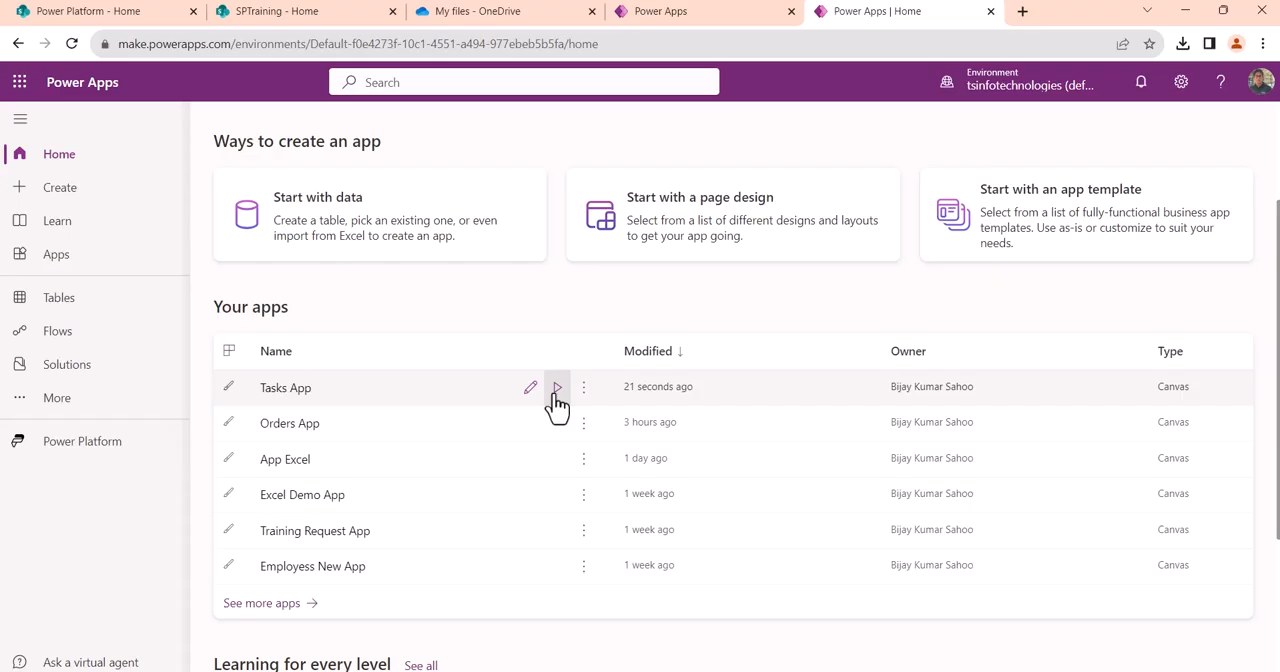 Power Platform - Home
SPTraining - Home
My files - OneDrive
Power Apps
Power Apps | Home
make.powerapps.com/environments/Default-f0e4273f-10c1-4551-a494-977ebeb5b5fa/home
Power Apps
Search
Environment
tsinfotechnologies (def...
Home
Create
Learn
Apps
Tables
Flows
Solutions
More
Power Platform
Ask a virtual agent
Ways to create an app
Start with data
Create a table, pick an existing one, or even
import from Excel to create an app.
Start with a page design
Select from a list of different designs and layouts
to get your app going.
Start with an app template
Select from a list of fully-functional business app
templates. Use as-is or customize to suit your
needs.
Your apps
Name Modified ↓ Owner Type
Tasks App 21 seconds ago Bijay Kumar Sahoo Canvas
Orders App 3 hours ago Bijay Kumar Sahoo Canvas
App Excel 1 day ago Bijay Kumar Sahoo Canvas
Excel Demo App 1 week ago Bijay Kumar Sahoo Canvas
Training Request App 1 week ago Bijay Kumar Sahoo Canvas
Employess New App 1 week ago Bijay Kumar Sahoo Canvas
See more apps →
Learning for every level See all